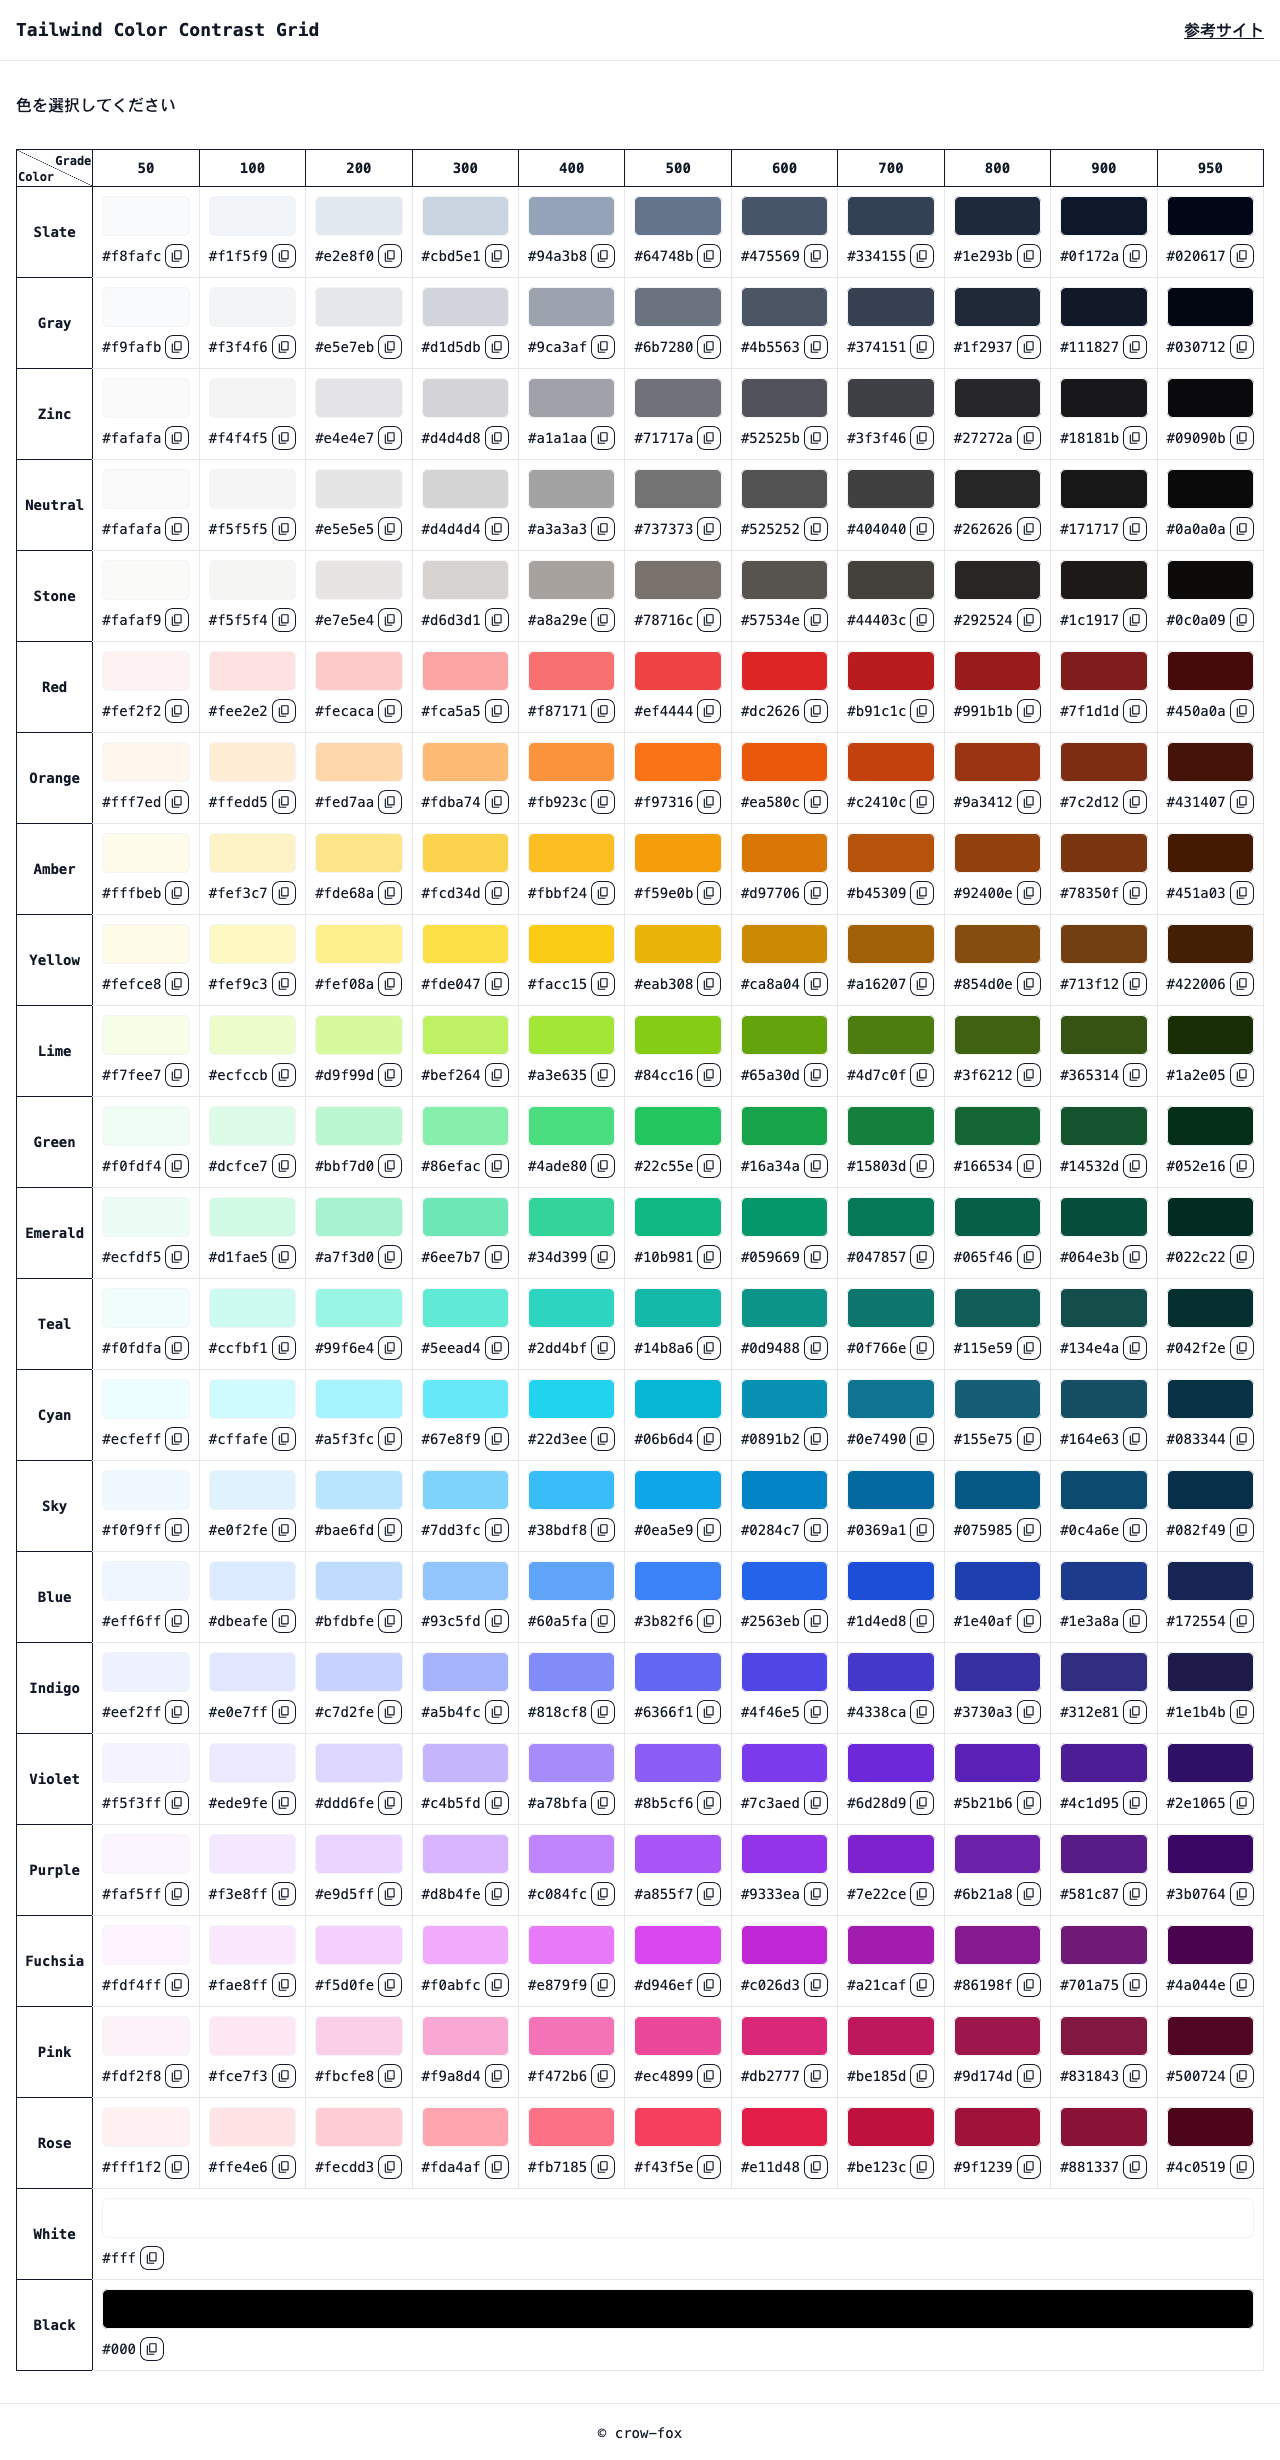 Tailwind Color Contrast Grid 参考サイト
色を選択してください
Grade
Color 50 100 200 300 400 500 600 700 800 900 950
Slate #f8fafc #f1f5f9 #e2e8f0 #cbd5e1 #94a3b8 #64748b #475569 #334155 #1e293b #0f172a #020617
Gray #f9fafb #f3f4f6 #e5e7eb #d1d5db #9ca3af #6b7280 #4b5563 #374151 #1f2937 #111827 #030712
Zinc #fafafa #f4f4f5 #e4e4e7 #d4d4d8 #a1a1aa #71717a #52525b #3f3f46 #27272a #18181b #09090b
Neutral #fafafa #f5f5f5 #e5e5e5 #d4d4d4 #a3a3a3 #737373 #525252 #404040 #262626 #171717 #0a0a0a
Stone #fafaf9 #f5f5f4 #e7e5e4 #d6d3d1 #a8a29e #78716c #57534e #44403c #292524 #1c1917 #0c0a09
Red #fef2f2 #fee2e2 #fecaca #fca5a5 #f87171 #ef4444 #dc2626 #b91c1c #991b1b #7f1d1d #450a0a
Orange #fff7ed #ffedd5 #fed7aa #fdba74 #fb923c #f97316 #ea580c #c2410c #9a3412 #7c2d12 #431407
Amber #fffbeb #fef3c7 #fde68a #fcd34d #fbbf24 #f59e0b #d97706 #b45309 #92400e #78350f #451a03
Yellow #fefce8 #fef9c3 #fef08a #fde047 #facc15 #eab308 #ca8a04 #a16207 #854d0e #713f12 #422006
Lime #f7fee7 #ecfccb #d9f99d #bef264 #a3e635 #84cc16 #65a30d #4d7c0f #3f6212 #365314 #1a2e05
Green #f0fdf4 #dcfce7 #bbf7d0 #86efac #4ade80 #22c55e #16a34a #15803d #166534 #14532d #052e16
Emerald #ecfdf5 #d1fae5 #a7f3d0 #6ee7b7 #34d399 #10b981 #059669 #047857 #065f46 #064e3b #022c22
Teal #f0fdfa #ccfbf1 #99f6e4 #5eead4 #2dd4bf #14b8a6 #0d9488 #0f766e #115e59 #134e4a #042f2e
Cyan #ecfeff #cffafe #a5f3fc #67e8f9 #22d3ee #06b6d4 #0891b2 #0e7490 #155e75 #164e63 #083344
Sky #f0f9ff #e0f2fe #bae6fd #7dd3fc #38bdf8 #0ea5e9 #0284c7 #0369a1 #075985 #0c4a6e #082f49
Blue #eff6ff #dbeafe #bfdbfe #93c5fd #60a5fa #3b82f6 #2563eb #1d4ed8 #1e40af #1e3a8a #172554
Indigo #eef2ff #e0e7ff #c7d2fe #a5b4fc #818cf8 #6366f1 #4f46e5 #4338ca #3730a3 #312e81 #1e1b4b
Violet #f5f3ff #ede9fe #ddd6fe #c4b5fd #a78bfa #8b5cf6 #7c3aed #6d28d9 #5b21b6 #4c1d95 #2e1065
Purple #faf5ff #f3e8ff #e9d5ff #d8b4fe #c084fc #a855f7 #9333ea #7e22ce #6b21a8 #581c87 #3b0764
Fuchsia #fdf4ff #fae8ff #f5d0fe #f0abfc #e879f9 #d946ef #c026d3 #a21caf #86198f #701a75 #4a044e
Pink #fdf2f8 #fce7f3 #fbcfe8 #f9a8d4 #f472b6 #ec4899 #db2777 #be185d #9d174d #831843 #500724
Rose #fff1f2 #ffe4e6 #fecdd3 #fda4af #fb7185 #f43f5e #e11d48 #be123c #9f1239 #881337 #4c0519
White #fff
Black #000
© crow-fox